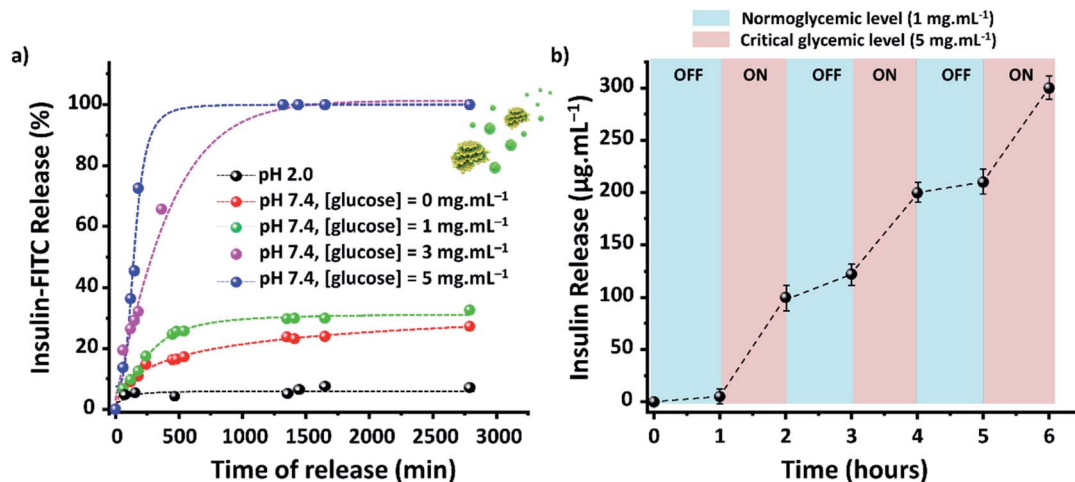 Normoglycemic level (1 mg.mL⁻¹)
Critical glycemic level (5 mg.mL⁻¹)
a)
Insulin-FITC Release (%)
100
80
60
40
20
0
pH 2.0
pH 7.4, [glucose] = 0 mg.mL⁻¹
pH 7.4, [glucose] = 1 mg.mL⁻¹
pH 7.4, [glucose] = 3 mg.mL⁻¹
pH 7.4, [glucose] = 5 mg.mL⁻¹
0 500 1000 1500 2000 2500 3000
Time of release (min)
b)
OFF ON OFF ON OFF ON
Insulin Release (µg.mL⁻¹)
300
200
100
0
0 1 2 3 4 5 6
Time (hours)